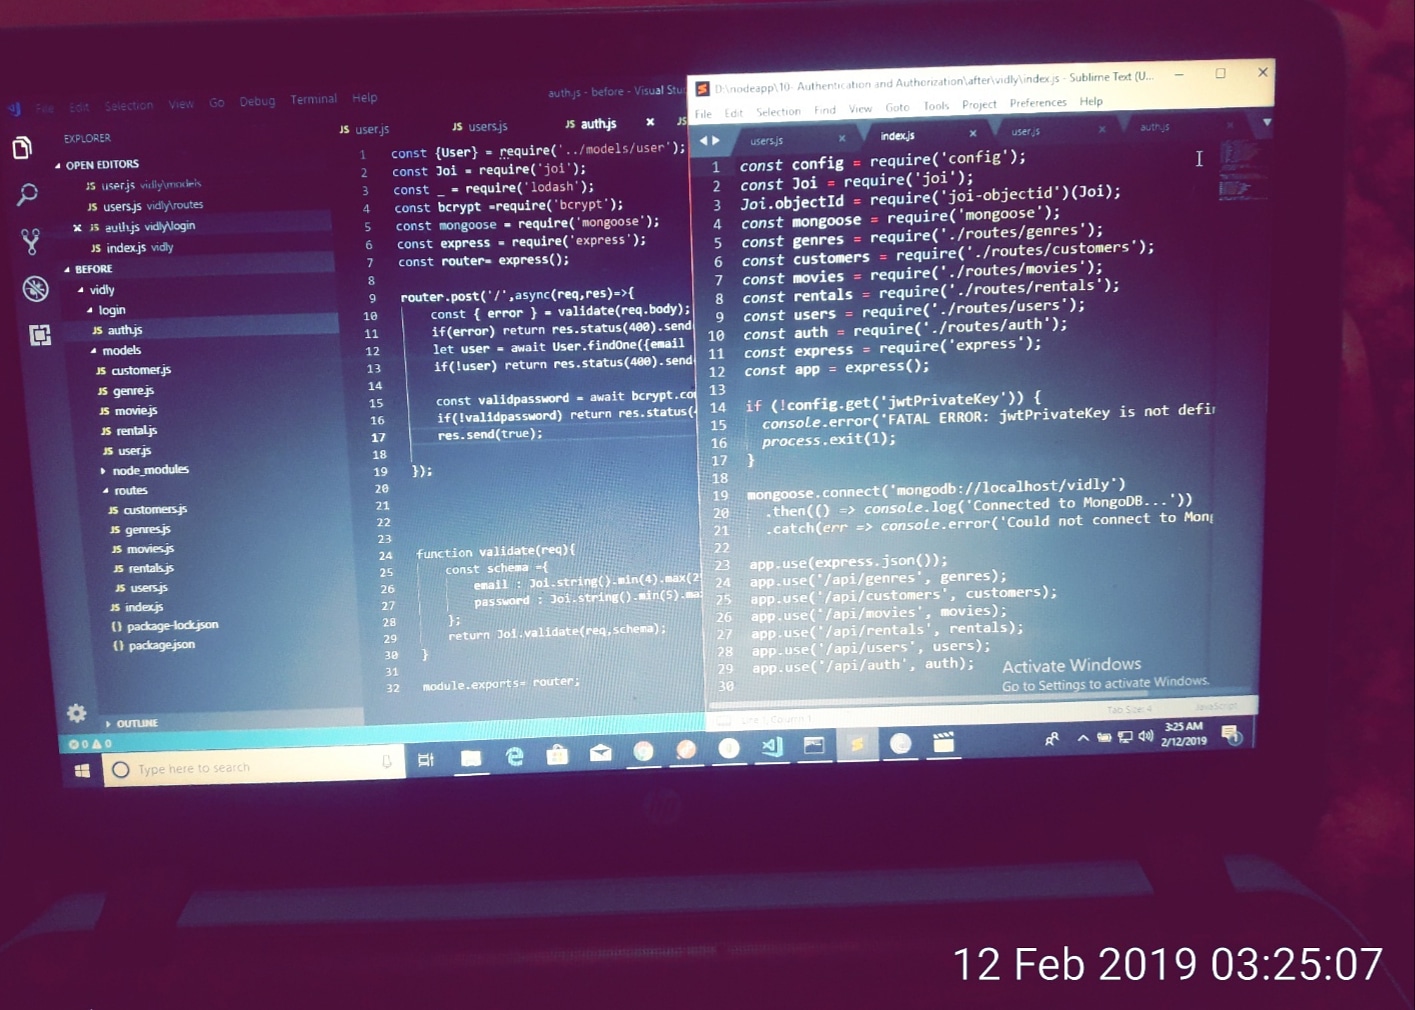 File Edit Selection View Go Debug Terminal Help
auth.js - before - Visual Stu
EXPLORER
OPEN EDITORS
JS user.js vidly\models
JS users.js vidly\routes
x JS auth.js vidly\login
JS index.js vidly
BEFORE
vidly
login
JS auth.js
models
JS customer.js
JS genre.js
JS movie.js
JS rental.js
JS user.js
node_modules
routes
JS customers.js
JS genres.js
JS movies.js
JS rentals.js
JS users.js
JS index.js
{} package-lock.json
{} package.json
OUTLINE
0 0
JS user.js JS users.js JS auth.js x JS
1 const {User} = require('../models/user');
2 const Joi = require('joi');
3 const _ = require('lodash');
4 const bcrypt =require('bcrypt');
5 const mongoose = require('mongoose');
6 const express = require('express');
7 const router= express();
8
9 router.post('/',async(req,res)=>{
10 const { error } = validate(req.body);
11 if(error) return res.status(400).send
12 let user = await User.findOne({email
13 if(!user) return res.status(400).send
14
15 const validpassword = await bcrypt.co
16 if(!validpassword) return res.status(
17 res.send(true);
18
19 });
20
21
22
23
24 function validate(req){
25 const schema ={
26 email : Joi.string().min(4).max(2
27 password : Joi.string().min(5).ma
28 };
29 return Joi.validate(req,schema);
30 }
31
32 module.exports= router;
D:\nodeapp\10- Authentication and Authorization\after\vidly\index.js - Sublime Text (U...
File Edit Selection Find View Goto Tools Project Preferences Help
users.js x index.js x user.js x auth.js x
1 const config = require('config');
2 const Joi = require('joi');
3 Joi.objectId = require('joi-objectid')(Joi);
4 const mongoose = require('mongoose');
5 const genres = require('./routes/genres');
6 const customers = require('./routes/customers');
7 const movies = require('./routes/movies');
8 const rentals = require('./routes/rentals');
9 const users = require('./routes/users');
10 const auth = require('./routes/auth');
11 const express = require('express');
12 const app = express();
13
14 if (!config.get('jwtPrivateKey')) {
15 console.error('FATAL ERROR: jwtPrivateKey is not defi
16 process.exit(1);
17 }
18
19 mongoose.connect('mongodb://localhost/vidly')
20 .then(() => console.log('Connected to MongoDB...'))
21 .catch(err => console.error('Could not connect to Mong
22
23 app.use(express.json());
24 app.use('/api/genres', genres);
25 app.use('/api/customers', customers);
26 app.use('/api/movies', movies);
27 app.use('/api/rentals', rentals);
28 app.use('/api/users', users);
29 app.use('/api/auth', auth);
30
Activate Windows
Go to Settings to activate Windows.
Line 1, Column 1 Tab Size: 4 JavaScript
Type here to search
3:25 AM
2/12/2019
1
hp
12 Feb 2019 03:25:07